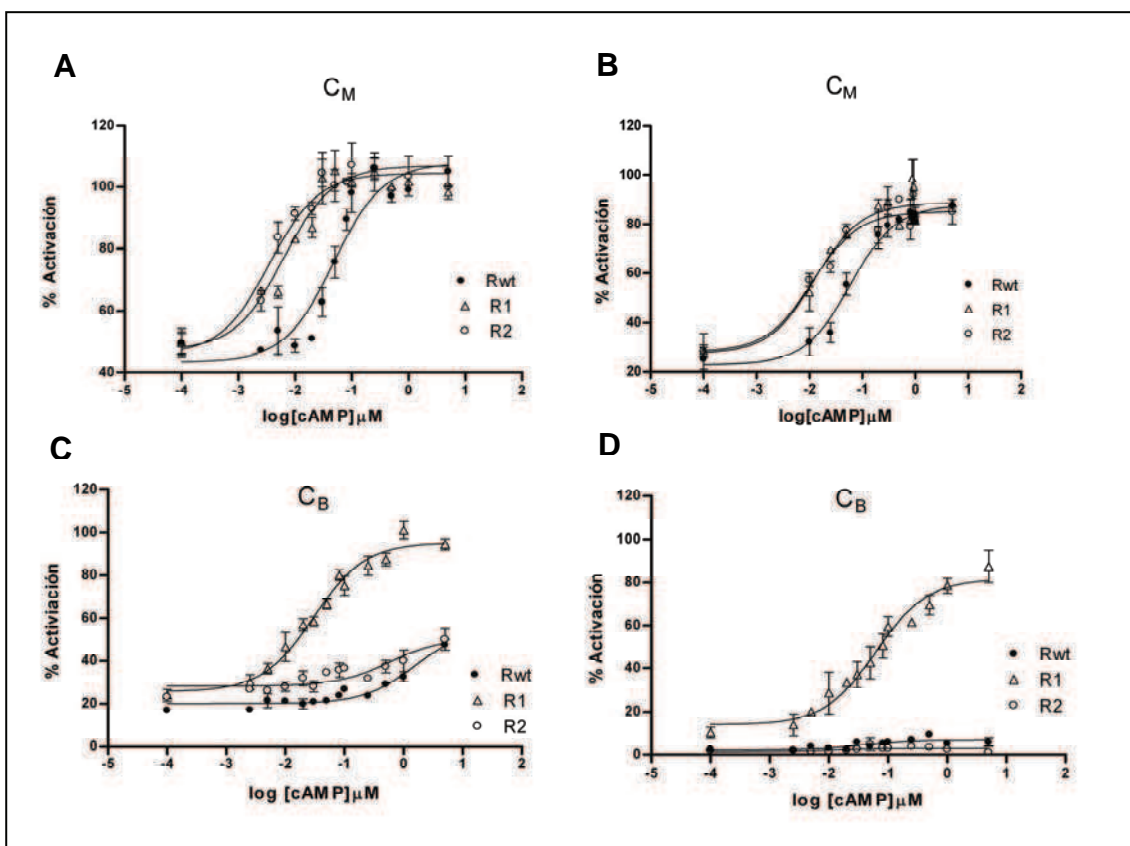 A
C_M
120
100
80
60
40
% Activación
-5 -4 -3 -2 -1 0 1 2
log[cAMP]µM
Rwt
R1
R2
B
C_M
120
100
80
60
40
20
% Activación
-5 -4 -3 -2 -1 0 1 2
log[cAMP]µM
Rwt
R1
R2
C
C_B
120
100
80
60
40
20
0
% Activación
-5 -4 -3 -2 -1 0 1 2
log [cAMP]µM
Rwt
R1
R2
D
C_B
120
100
80
60
40
20
0
% Activación
-5 -4 -3 -2 -1 0 1 2
log [cAMP]µM
Rwt
R1
R2